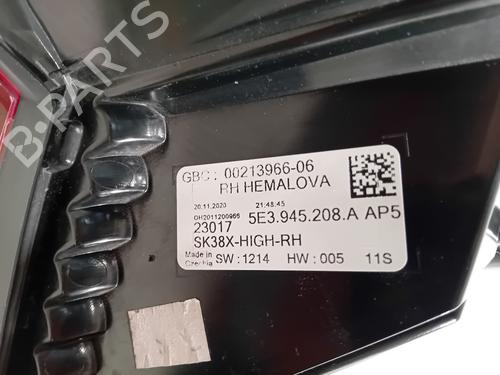 B-PARTS
GBC : 00213966-06
RH HEMALOVA
20.11.2020 21:48:45
OH2011200966
23017 5E3.945.208.A AP5
SK38X-HIGH-RH
Made in Czechia SW : 1214 HW : 005 11S